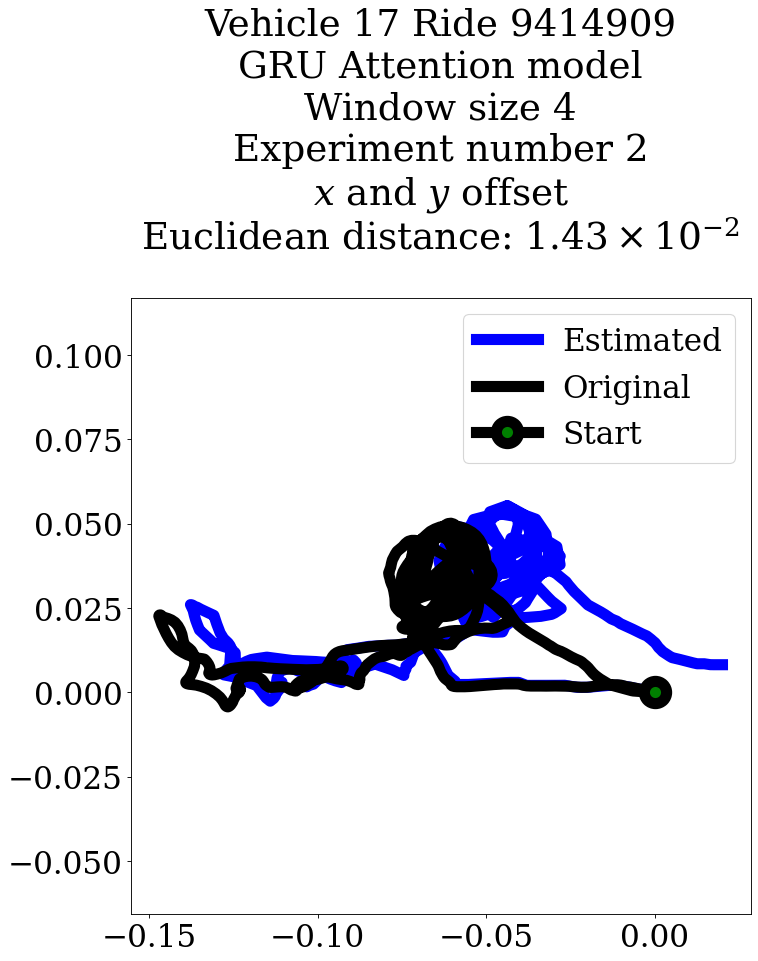 Vehicle 17 Ride 9414909
GRU Attention model
Window size 4
Experiment number 2
x and y offset
Euclidean distance: 1.43 × 10⁻²
Estimated
Original
Start
0.100
0.075
0.050
0.025
0.000
−0.025
−0.050
−0.15 −0.10 −0.05 0.00